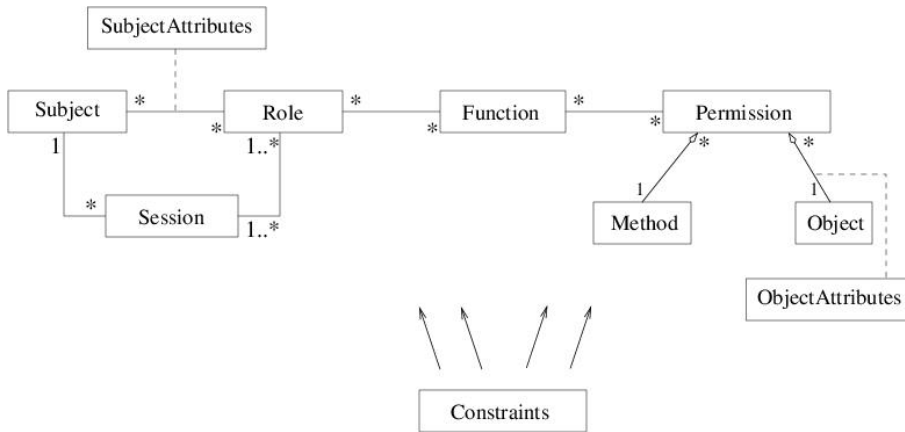 SubjectAttributes
Subject
*
*
Role
*
*
Function
*
*
Permission
1
1..*
*
*
*
Session
1..*
1
Method
1
Object
ObjectAttributes
Constraints